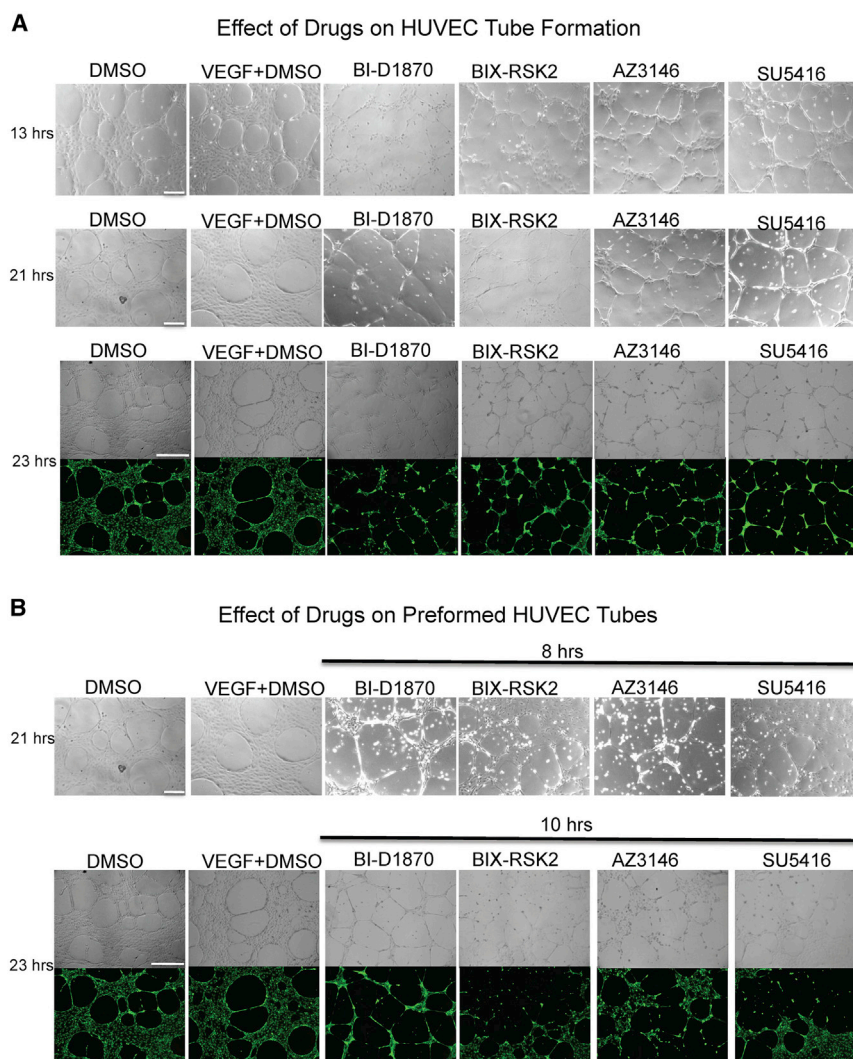 A
Effect of Drugs on HUVEC Tube Formation
DMSO VEGF+DMSO BI-D1870 BIX-RSK2 AZ3146 SU5416
13 hrs
DMSO VEGF+DMSO BI-D1870 BIX-RSK2 AZ3146 SU5416
21 hrs
DMSO VEGF+DMSO BI-D1870 BIX-RSK2 AZ3146 SU5416
23 hrs
B
Effect of Drugs on Preformed HUVEC Tubes
8 hrs
DMSO VEGF+DMSO BI-D1870 BIX-RSK2 AZ3146 SU5416
21 hrs
10 hrs
DMSO VEGF+DMSO BI-D1870 BIX-RSK2 AZ3146 SU5416
23 hrs